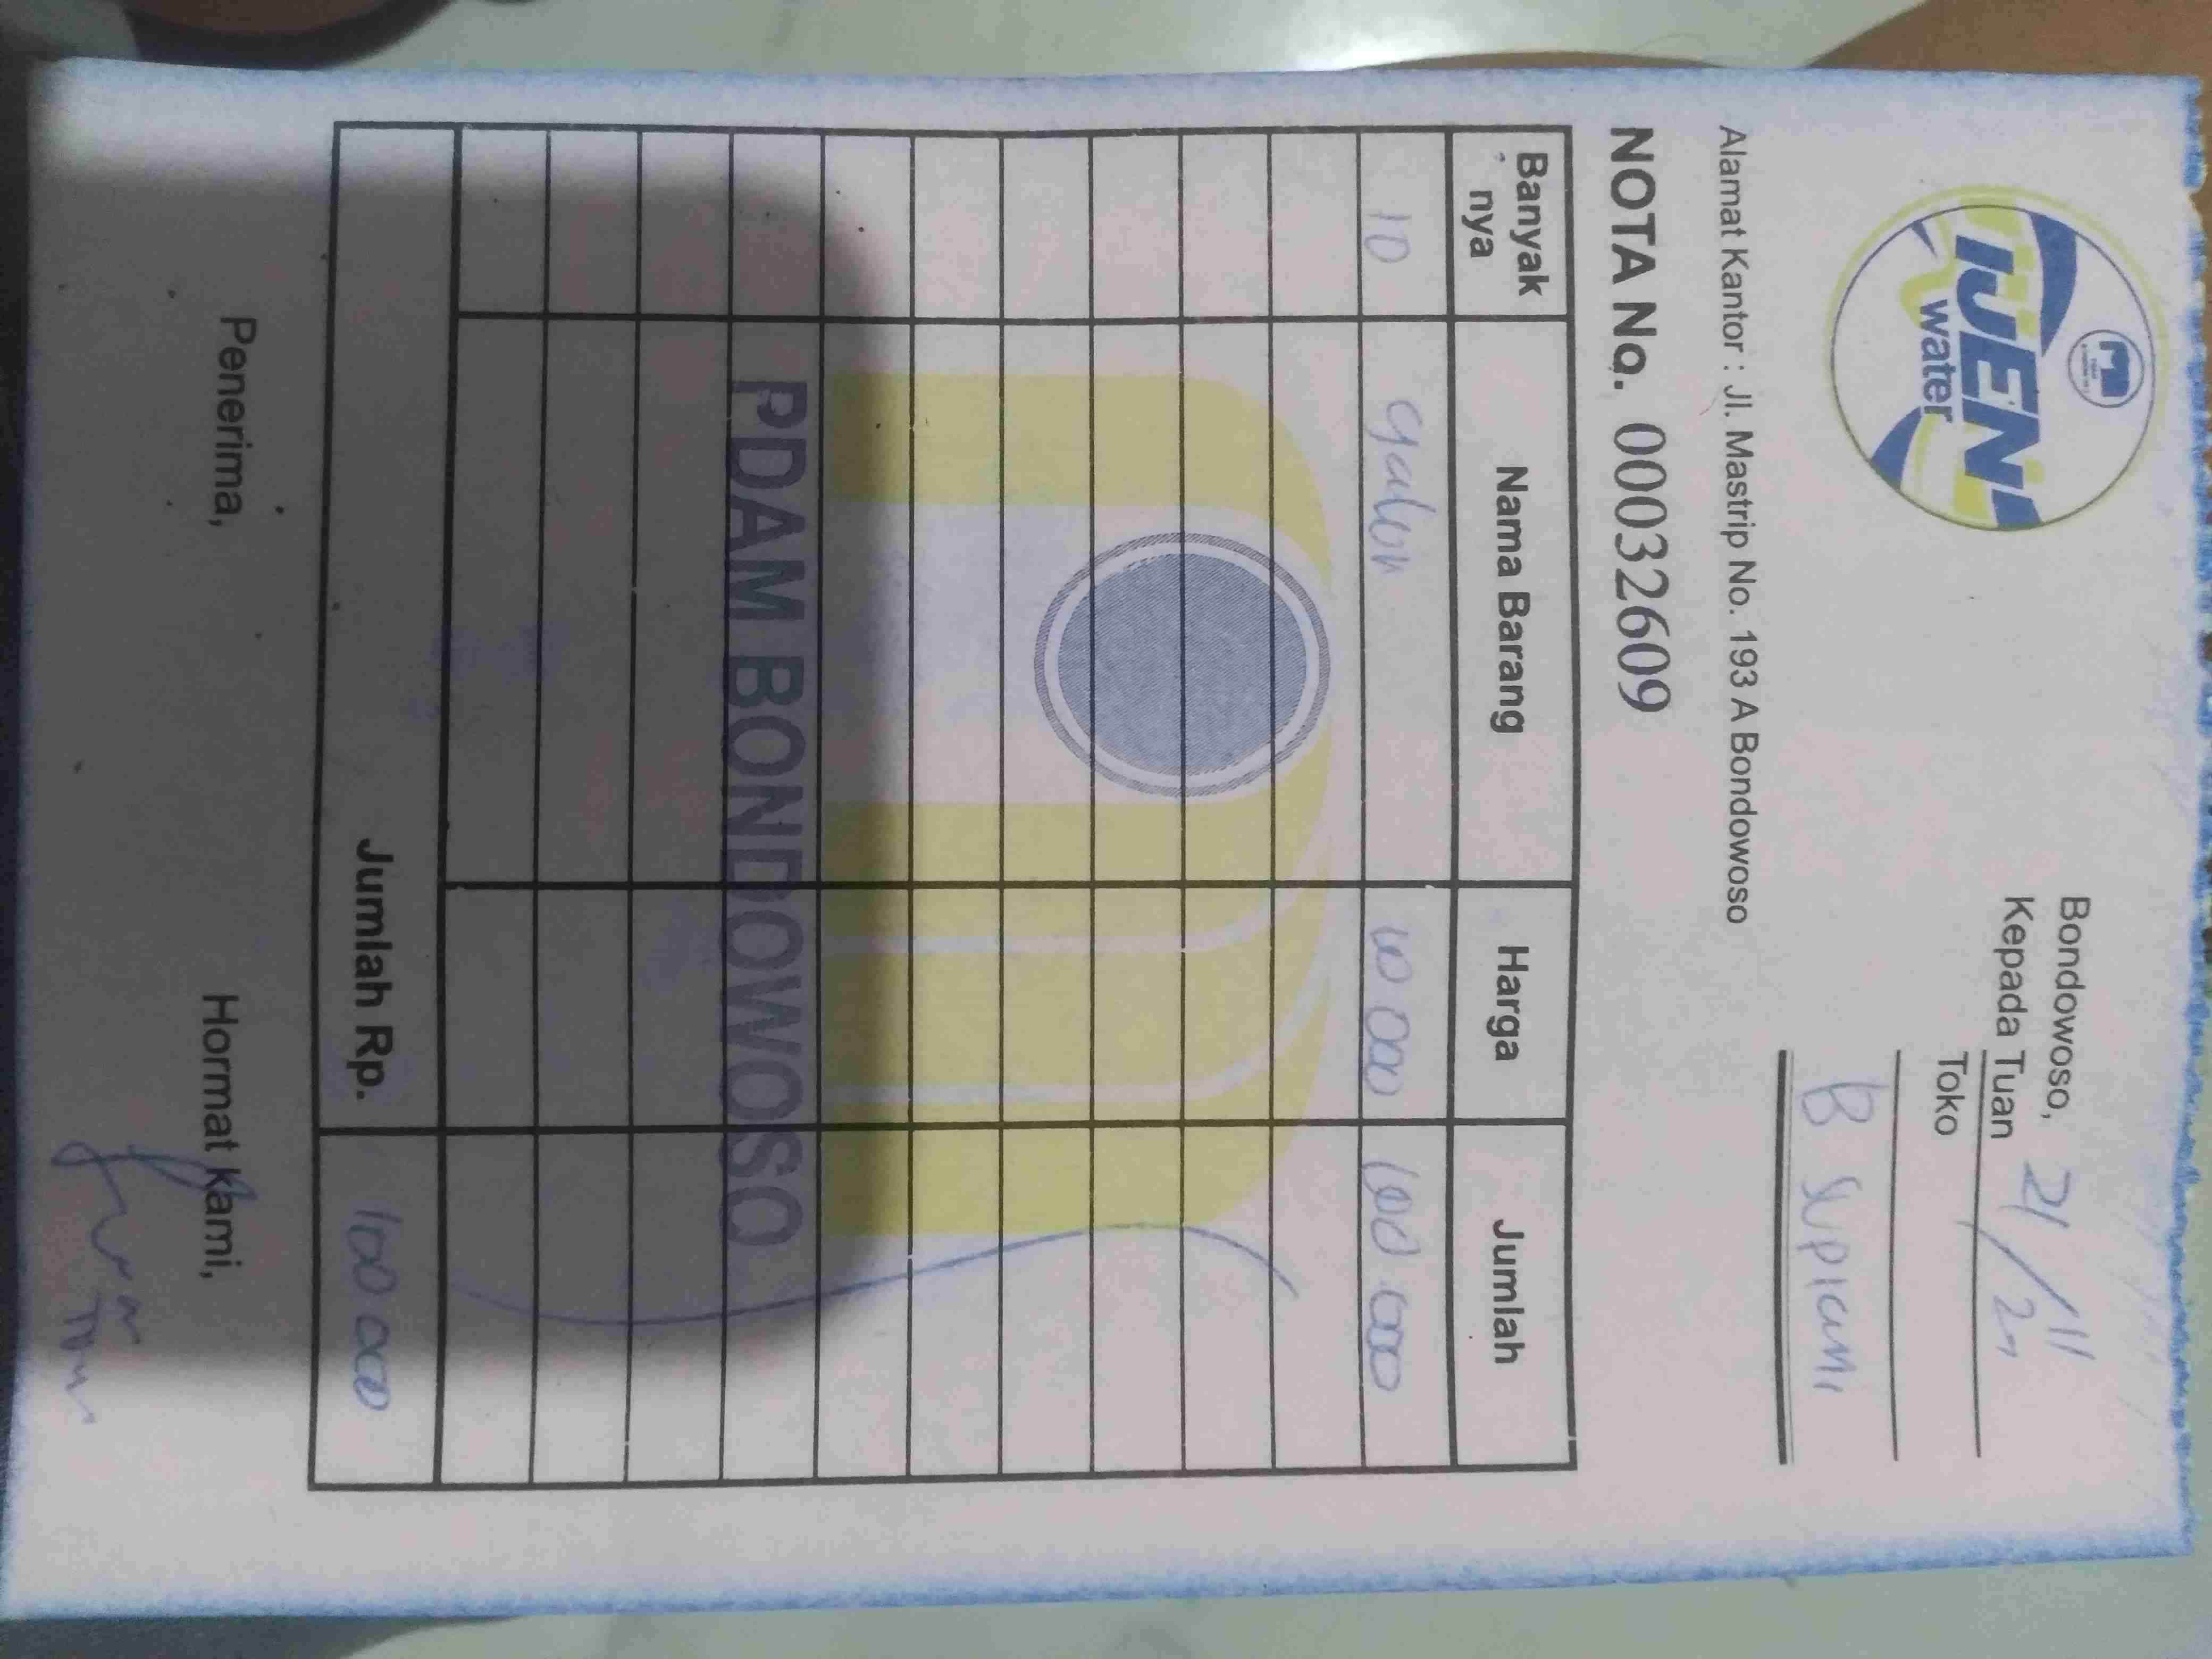 IJEN
water
Bondowoso, 21/11
Kepada Tuan
Toko
B Supiani
Alamat Kantor : Jl. Mastrip No. 193 A Bondowoso
NOTA No. 000032609
Banyak nya Nama Barang Harga Jumlah
10 galon 10 000 100.000
PDAM BONDOWOSO
Jumlah Rp. 100 000
Penerima, Hormat kami,